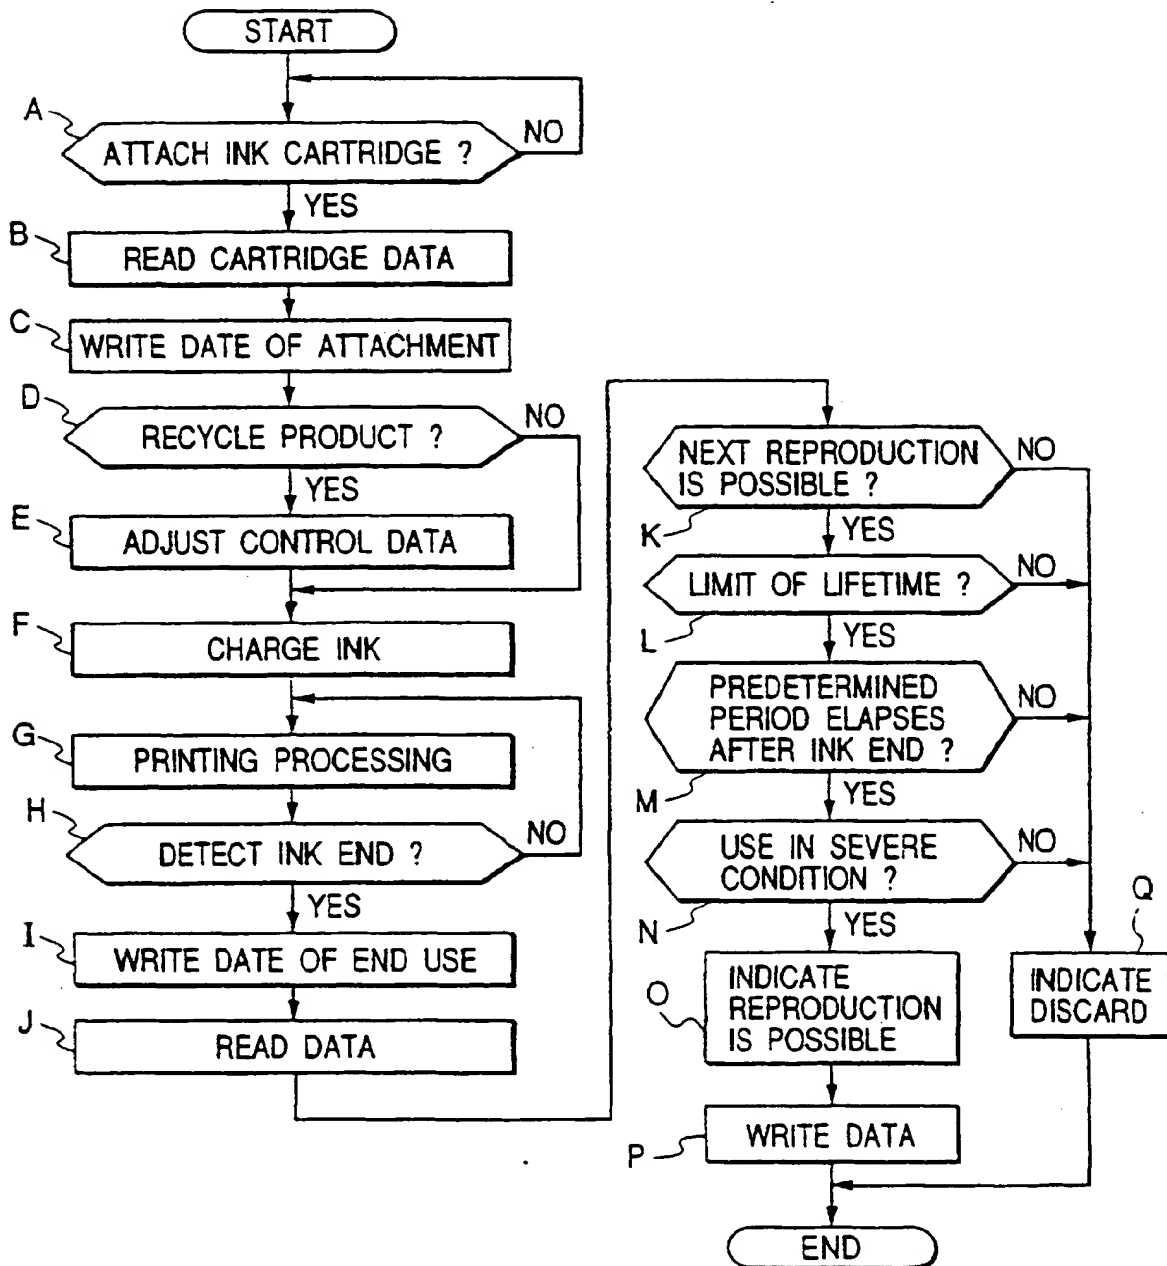 START
A
ATTACH INK CARTRIDGE ?
NO
YES
B
READ CARTRIDGE DATA
C
WRITE DATE OF ATTACHMENT
D
RECYCLE PRODUCT ?
NO
YES
E
ADJUST CONTROL DATA
F
CHARGE INK
G
PRINTING PROCESSING
H
DETECT INK END ?
NO
YES
I
WRITE DATE OF END USE
J
READ DATA
NEXT REPRODUCTION
IS POSSIBLE ?
NO
K
YES
LIMIT OF LIFETIME ?
NO
L
YES
PREDETERMINED
PERIOD ELAPSES
AFTER INK END ?
NO
M
YES
USE IN SEVERE
CONDITION ?
NO
N
YES
O
INDICATE
REPRODUCTION
IS POSSIBLE
Q
INDICATE
DISCARD
P
WRITE DATA
END